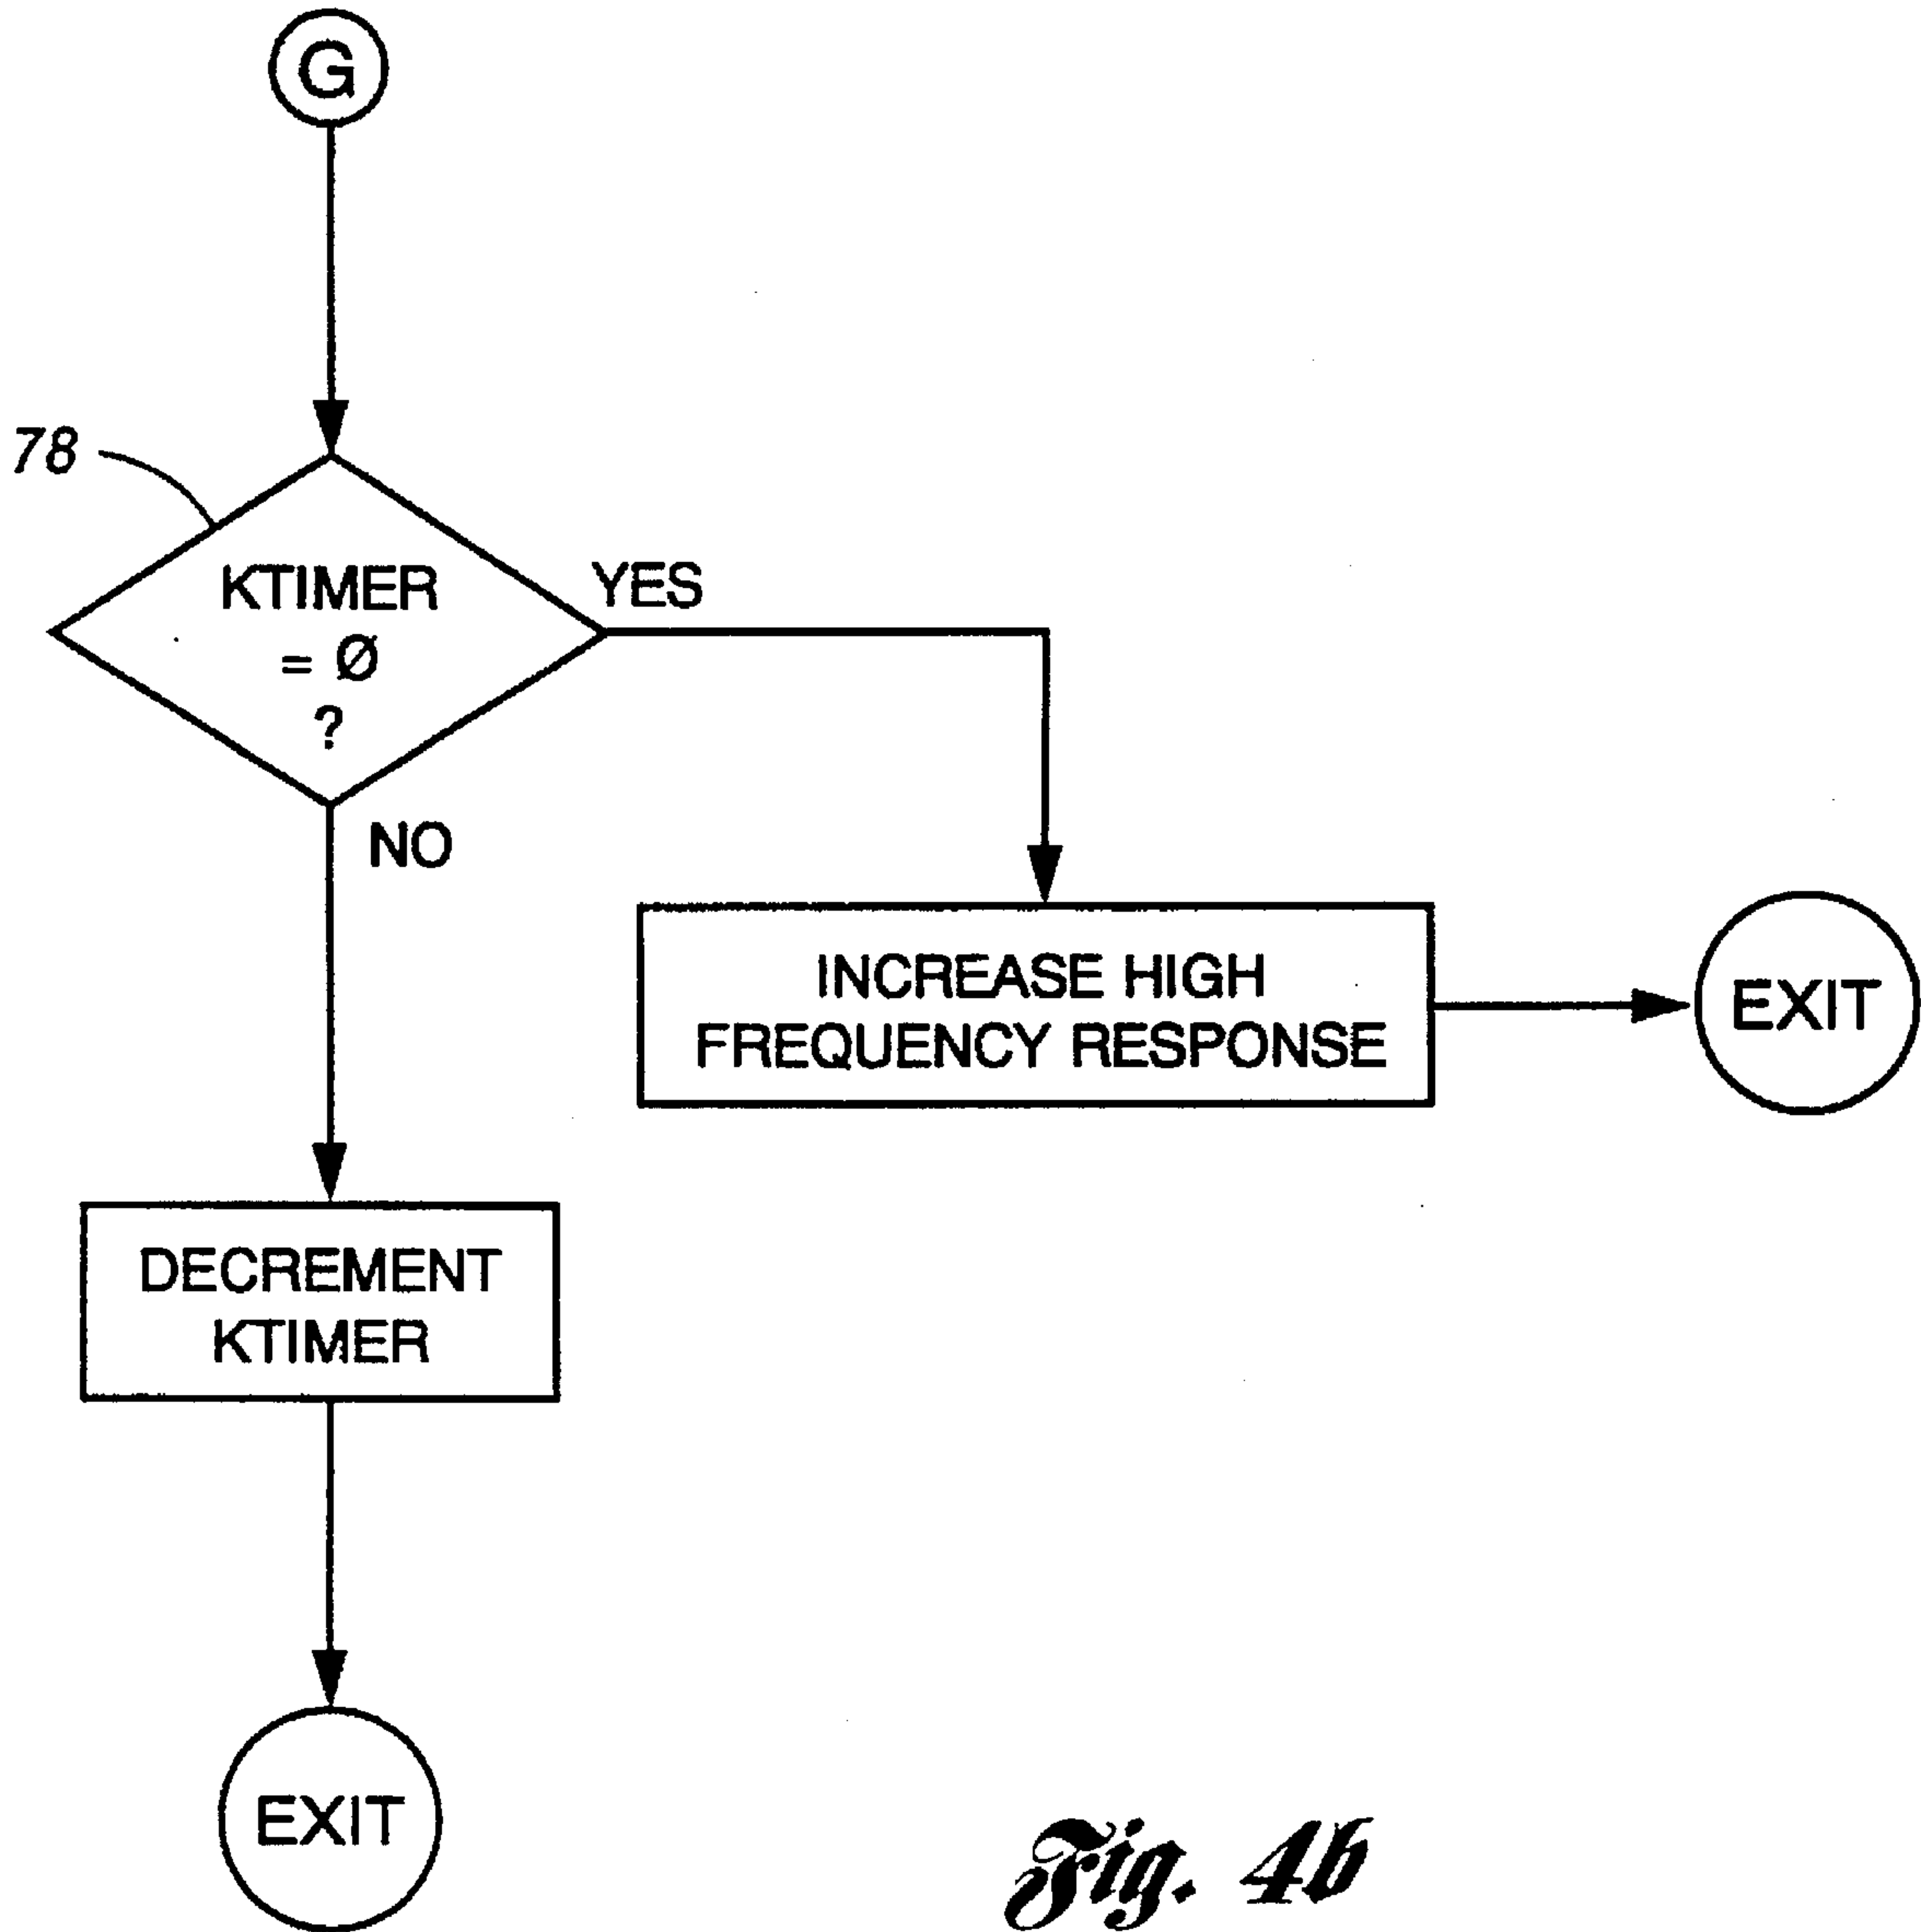 G
78
KTIMER
= Ø
?
YES
NO
INCREASE HIGH
FREQUENCY RESPONSE
EXIT
DECREMENT
KTIMER
EXIT
Fig. 4b